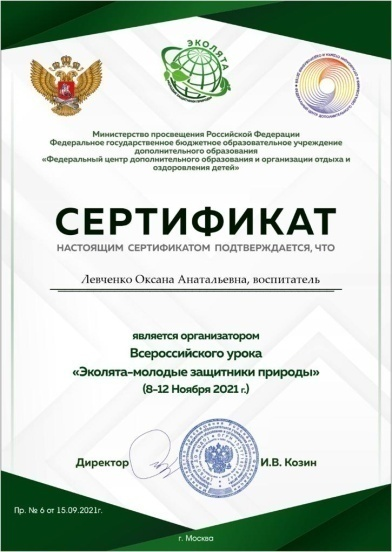 ЭКОЛЯТА
Министерство просвещения Российской Федерации
Федеральное государственное бюджетное образовательное учреждение
дополнительного образования
«Федеральный центр дополнительного образования и организации отдыха и
оздоровления детей»
СЕРТИФИКАТ
НАСТОЯЩИМ СЕРТИФИКАТОМ ПОДТВЕРЖДАЕТСЯ, ЧТО
Левченко Оксана Анатальевна, воспитатель
является организатором
Всероссийского урока
«Эколята-молодые защитники природы»
(8-12 Ноября 2021 г.)
Директор И.В. Козин
Пр. № 6 от 15.09.2021г.
г. Москва